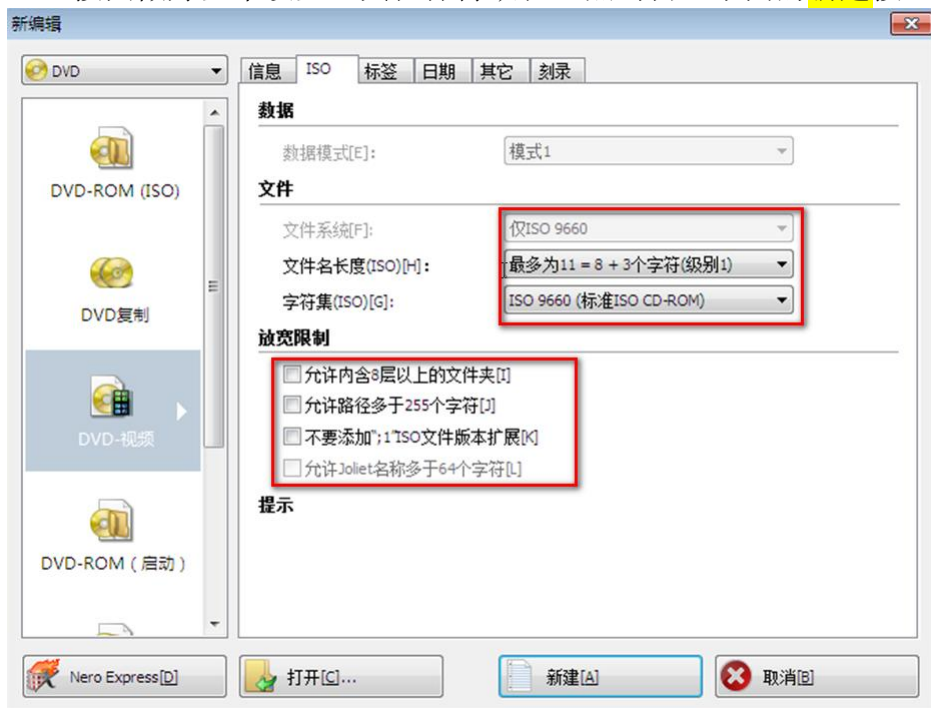 新编辑
DVD
信息 ISO 标签 日期 其它 刻录
数据
数据模式[E]: 模式1
DVD-ROM (ISO)
文件
文件系统[F]: 仅ISO 9660
文件名长度(ISO)[H]: 最多为11 = 8 + 3个字符(级别1)
字符集(ISO)[G]: ISO 9660 (标准ISO CD-ROM)
DVD复制
放宽限制
允许内含8层以上的文件夹[I]
允许路径多于255个字符[J]
不要添加";1"ISO文件版本扩展[K]
允许Joliet名称多于64个字符[L]
DVD-视频
提示
DVD-ROM（启动）
Nero Express[D] 打开[C]... 新建[A] 取消[B]